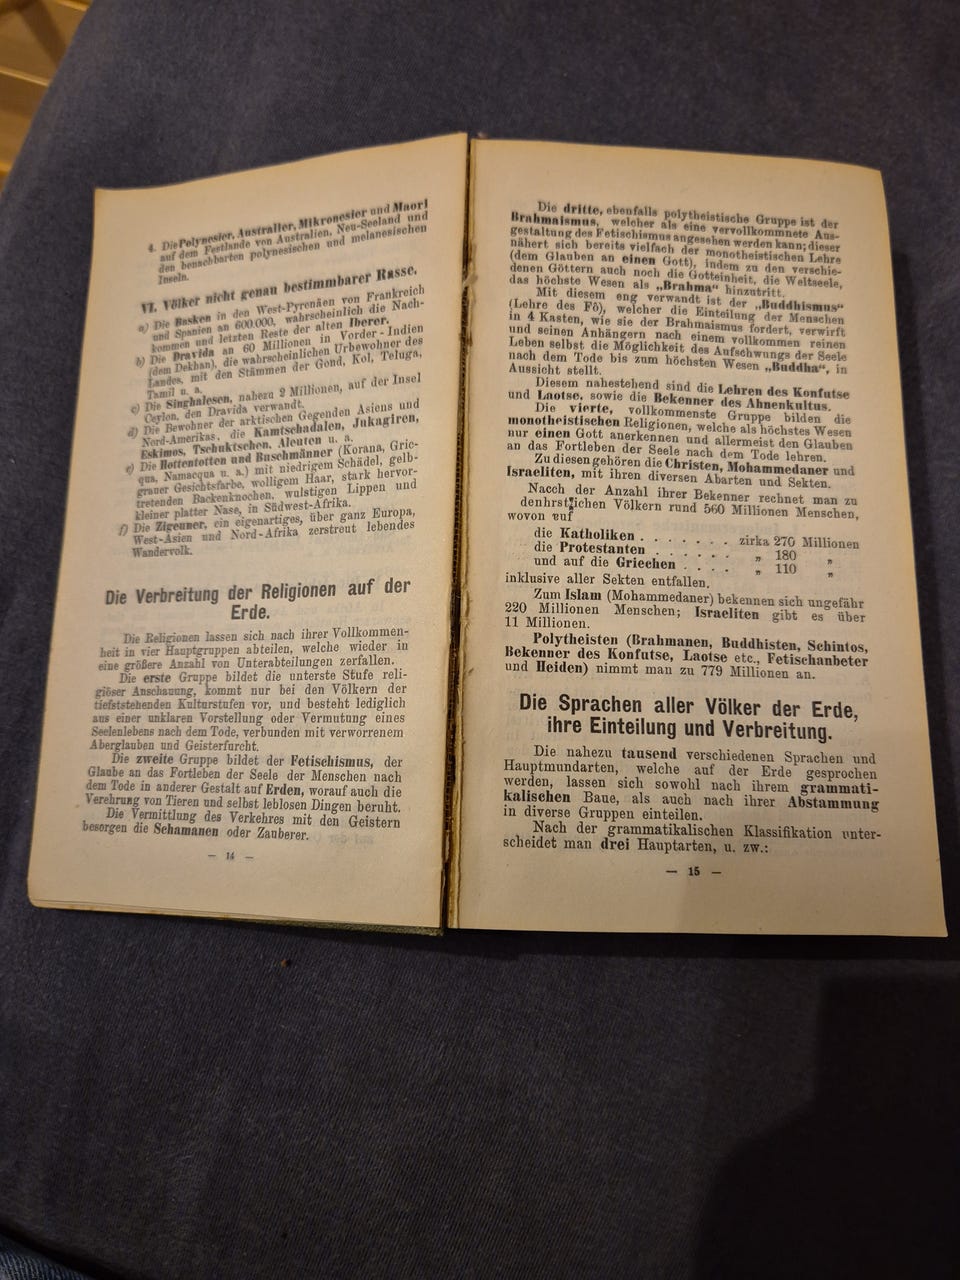 4. Die Polynesier, Australier, Mikronesier und Maori
auf dem Festlande von Australien, Neu-Seeland und
den benachbarten polynesischen und melanesischen
Inseln.
VI. Völker nicht genau bestimmbarer Rasse.
a) Die Basken in den West-Pyrenäen von Frankreich
und Spanien an 600.000, wahrscheinlich die Nach-
kommen und letzten Reste der alten Iberer.
b) Die Dravida an 60 Millionen in Vorder-Indien
(dem Dekhan), die wahrscheinlichen Urbewohner des
Landes, mit den Stämmen der Gond, Kol, Teluga,
Tamil u. a.
c) Die Singhalesen, nahezu 2 Millionen, auf der Insel
Ceylon, den Dravida verwandt.
d) Die Bewohner der arktischen Gegenden Asiens und
Nord-Amerikas, die Kamtschadalen, Jukagiren,
Eskimos, Tschuktschen, Aleuten u. a.
e) Die Hottentotten und Buschmänner (Korana, Gric-
qua, Namacqua u. a.) mit niedrigem Schädel, gelb-
grauer Gesichtsfarbe, wolligem Haar, stark hervor-
tretenden Backenknochen, wulstigen Lippen und
kleiner platter Nase, in Südwest-Afrika.
f) Die Zigeuner, ein eigenartiges, über ganz Europa,
West-Asien und Nord-Afrika zerstreut lebendes
Wandervolk.
Die Verbreitung der Religionen auf der
Erde.
Die Religionen lassen sich nach ihrer Vollkommen-
heit in vier Hauptgruppen abteilen, welche wieder in
eine größere Anzahl von Unterabteilungen zerfallen.
Die erste Gruppe bildet die unterste Stufe reli-
giöser Anschauung, kommt nur bei den Völkern der
tiefststehenden Kulturstufen vor, und besteht lediglich
aus einer unklaren Vorstellung oder Vermutung eines
Seelenlebens nach dem Tode, verbunden mit verworrenem
Aberglauben und Geisterfurcht.
Die zweite Gruppe bildet der Fetischismus, der
Glaube an das Fortleben der Seele der Menschen nach
dem Tode in anderer Gestalt auf Erden, worauf auch die
Verehrung von Tieren und selbst leblosen Dingen beruht.
Die Vermittlung des Verkehres mit den Geistern
besorgen die Schamanen oder Zauberer.
— 14 —
Die dritte, ebenfalls polytheistische Gruppe ist der
Brahmaismus, welcher als eine vervollkommnete Aus-
gestaltung des Fetischismus angesehen werden kann; dieser
nähert sich bereits vielfach der monotheistischen Lehre
(dem Glauben an einen Gott), indem zu den verschie-
denen Göttern auch noch die Gotteinheit, die Weltseele,
das höchste Wesen als „Brahma“ hinzutritt.
Mit diesem eng verwandt ist der „Buddhismus“
(Lehre des Fô), welcher die Einteilung der Menschen
in 4 Kasten, wie sie der Brahmaismus fordert, verwirft
und seinen Anhängern nach einem vollkommen reinen
Leben selbst die Möglichkeit des Aufschwungs der Seele
nach dem Tode bis zum höchsten Wesen „Buddha“, in
Aussicht stellt.
Diesem nahestehend sind die Lehren des Konfutse
und Laotse, sowie die Bekenner des Ahnenkultus.
Die vierte, vollkommenste Gruppe bilden die
monotheistischen Religionen, welche als höchstes Wesen
nur einen Gott anerkennen und allermeist den Glauben
an das Fortleben der Seele nach dem Tode lehren.
Zu diesen gehören die Christen, Mohammedaner und
Israeliten, mit ihren diversen Abarten und Sekten.
Nacch der Anzahl ihrer Bekenner rechnet man zu
den christlichen Völkern rund 560 Millionen Menschen,
wovon auf
die Katholiken . . . . . . . zirka 270 Millionen
die Protestanten . . . . . . „ 180 „
und auf die Griechen . . . . „ 110 „
inklusive aller Sekten entfallen.
Zum Islam (Mohammedaner) bekennen sich ungefähr
220 Millionen Menschen; Israeliten gibt es über
11 Millionen.
Polytheisten (Brahmanen, Buddhisten, Schintos,
Bekenner des Konfutse, Laotse etc., Fetischanbeter
und Heiden) nimmt man zu 779 Millionen an.
Die Sprachen aller Völker der Erde,
ihre Einteilung und Verbreitung.
Die nahezu tausend verschiedenen Sprachen und
Hauptmundarten, welche auf der Erde gesprochen
werden, lassen sich sowohl nach ihrem grammati-
kalischen Baue, als auch nach ihrer Abstammung
in diverse Gruppen einteilen.
Nach der grammatikalischen Klassifikation unter-
scheidet man drei Hauptarten, u. zw.:
— 15 —